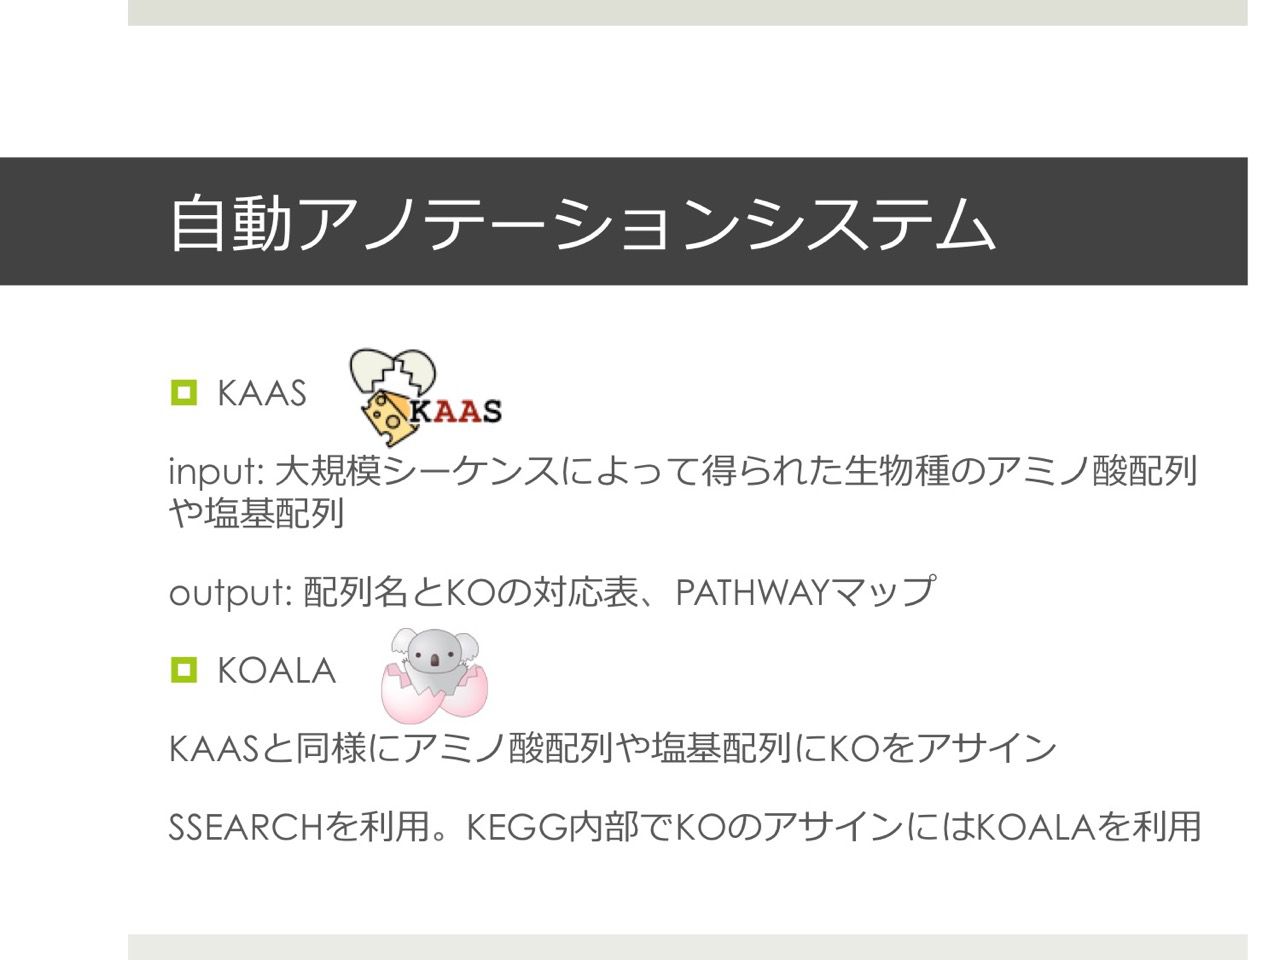 自動アノテーションシステム
KAAS
KAAS
input: 大規模シーケンスによって得られた生物種のアミノ酸配列
や塩基配列
output: 配列名とKOの対応表、PATHWAYマップ
KOALA
KAASと同様にアミノ酸配列や塩基配列にKOをアサイン
SSEARCHを利用。KEGG内部でKOのアサインにはKOALAを利用